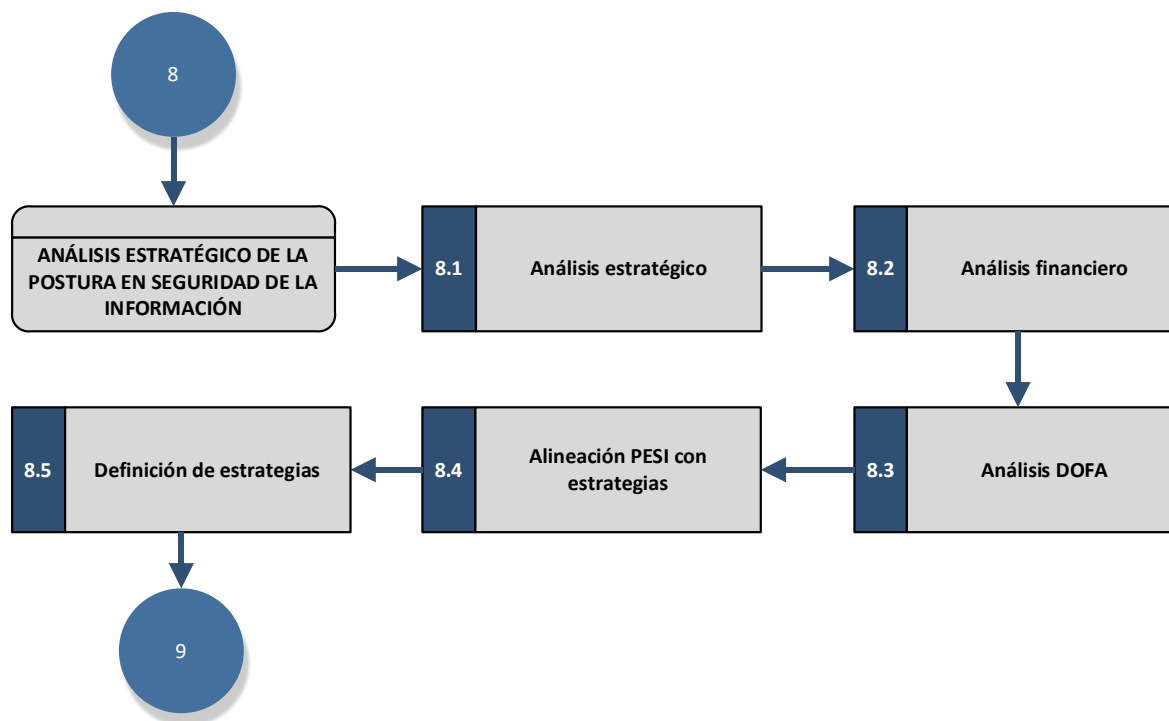 8
ANÁLISIS ESTRATÉGICO DE LA
POSTURA EN SEGURIDAD DE LA
INFORMACIÓN
8.1
Análisis estratégico
8.2
Análisis financiero
8.3
Análisis DOFA
8.4
Alineación PESI con
estrategias
8.5
Definición de estrategias
9